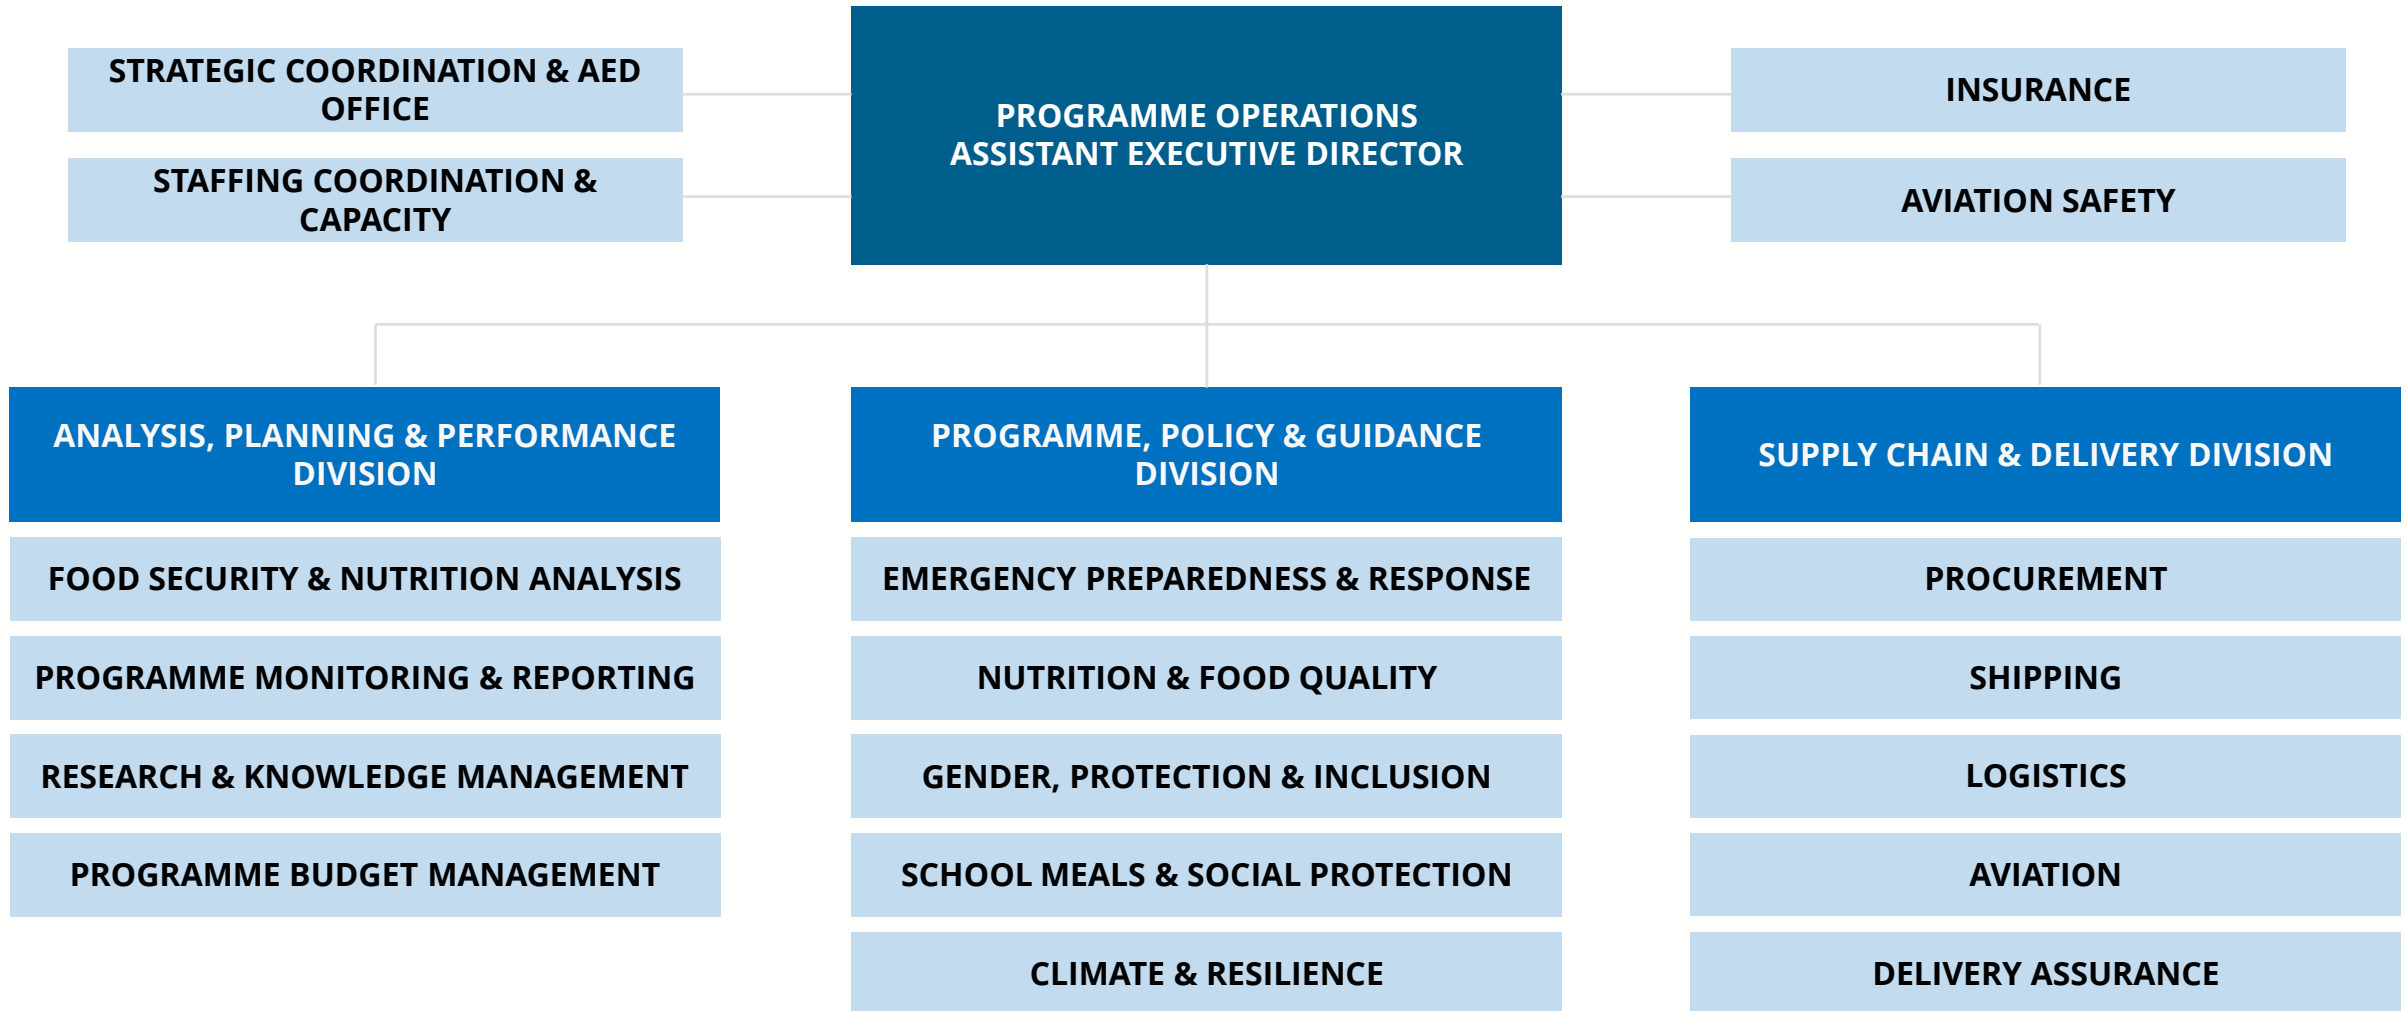 STRATEGIC COORDINATION & AED
OFFICE
STAFFING COORDINATION &
CAPACITY
PROGRAMME OPERATIONS
ASSISTANT EXECUTIVE DIRECTOR
INSURANCE
AVIATION SAFETY
ANALYSIS, PLANNING & PERFORMANCE
DIVISION
FOOD SECURITY & NUTRITION ANALYSIS
PROGRAMME MONITORING & REPORTING
RESEARCH & KNOWLEDGE MANAGEMENT
PROGRAMME BUDGET MANAGEMENT
PROGRAMME, POLICY & GUIDANCE
DIVISION
EMERGENCY PREPAREDNESS & RESPONSE
NUTRITION & FOOD QUALITY
GENDER, PROTECTION & INCLUSION
SCHOOL MEALS & SOCIAL PROTECTION
CLIMATE & RESILIENCE
SUPPLY CHAIN & DELIVERY DIVISION
PROCUREMENT
SHIPPING
LOGISTICS
AVIATION
DELIVERY ASSURANCE